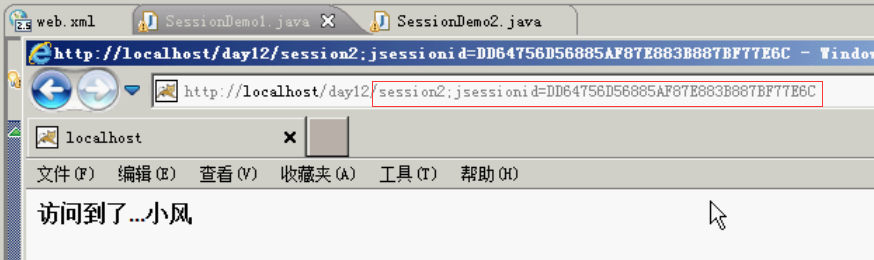 web.xml SessionDemo1.java SessionDemo2.java
http://localhost/day12/session2;jsessionid=DD64756D56885AF87E883B887BF77E6C - Windo
http://localhost/day12/session2;jsessionid=DD64756D56885AF87E883B887BF77E6C
localhost
文件(F) 编辑(E) 查看(V) 收藏夹(A) 工具(T) 帮助(H)
访问到了...小风